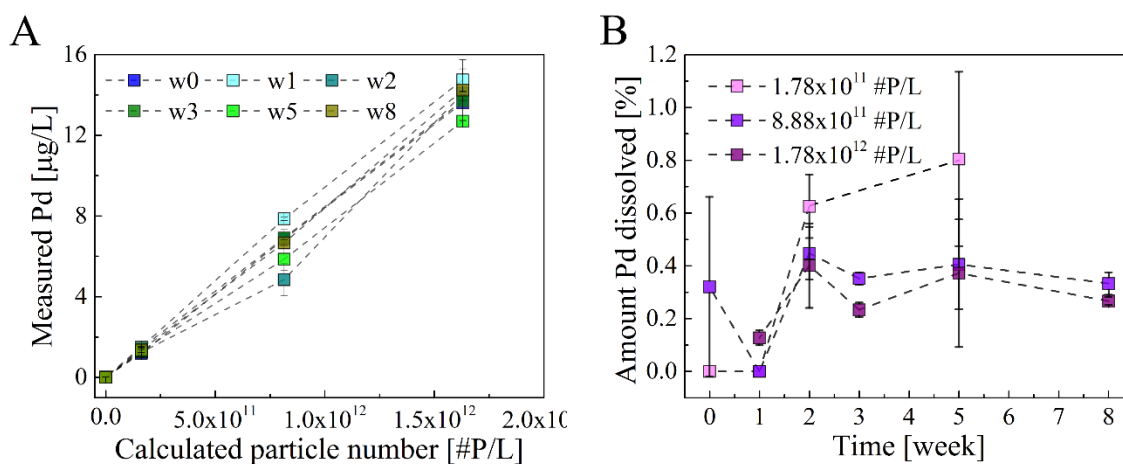 A
16
12
8
4
0
Measured Pd [µg/L]
w0 w1 w2
w3 w5 w8
0.0 5.0x10¹¹ 1.0x10¹² 1.5x10¹² 2.0x1
Calculated particle number [#P/L]
B
1.2
1.0
0.8
0.6
0.4
0.2
0.0
Amount Pd dissolved [%]
1.78x10¹¹ #P/L
8.88x10¹¹ #P/L
1.78x10¹² #P/L
0 1 2 3 4 5 6 7 8
Time [week]